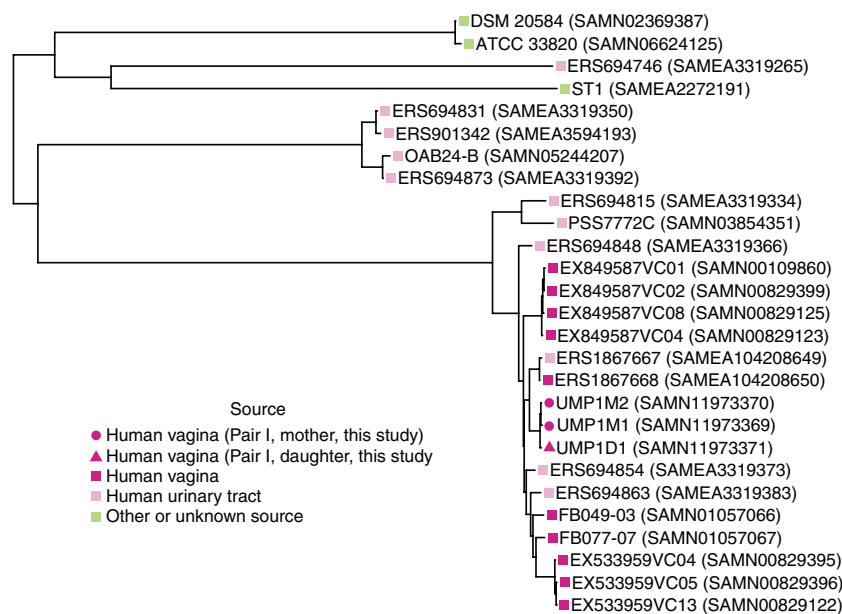 DSM 20584 (SAMN02369387)
ATCC 33820 (SAMN06624125)
ERS694746 (SAMEA3319265)
ST1 (SAMEA2272191)
ERS694831 (SAMEA3319350)
ERS901342 (SAMEA3594193)
OAB24-B (SAMN05244207)
ERS694873 (SAMEA3319392)
ERS694815 (SAMEA3319334)
PSS7772C (SAMN03854351)
ERS694848 (SAMEA3319366)
EX849587VC01 (SAMN00109860)
EX849587VC02 (SAMN00829399)
EX849587VC08 (SAMN00829125)
EX849587VC04 (SAMN00829123)
ERS1867667 (SAMEA104208649)
ERS1867668 (SAMEA104208650)
UMP1M2 (SAMN11973370)
UMP1M1 (SAMN11973369)
UMP1D1 (SAMN11973371)
ERS694854 (SAMEA3319373)
ERS694863 (SAMEA3319383)
FB049-03 (SAMN01057066)
FB077-07 (SAMN01057067)
EX533959VC04 (SAMN00829395)
EX533959VC05 (SAMN00829396)
EX533959VC13 (SAMN00829122)
Source
Human vagina (Pair I, mother, this study)
Human vagina (Pair I, daughter, this study
Human vagina
Human urinary tract
Other or unknown source